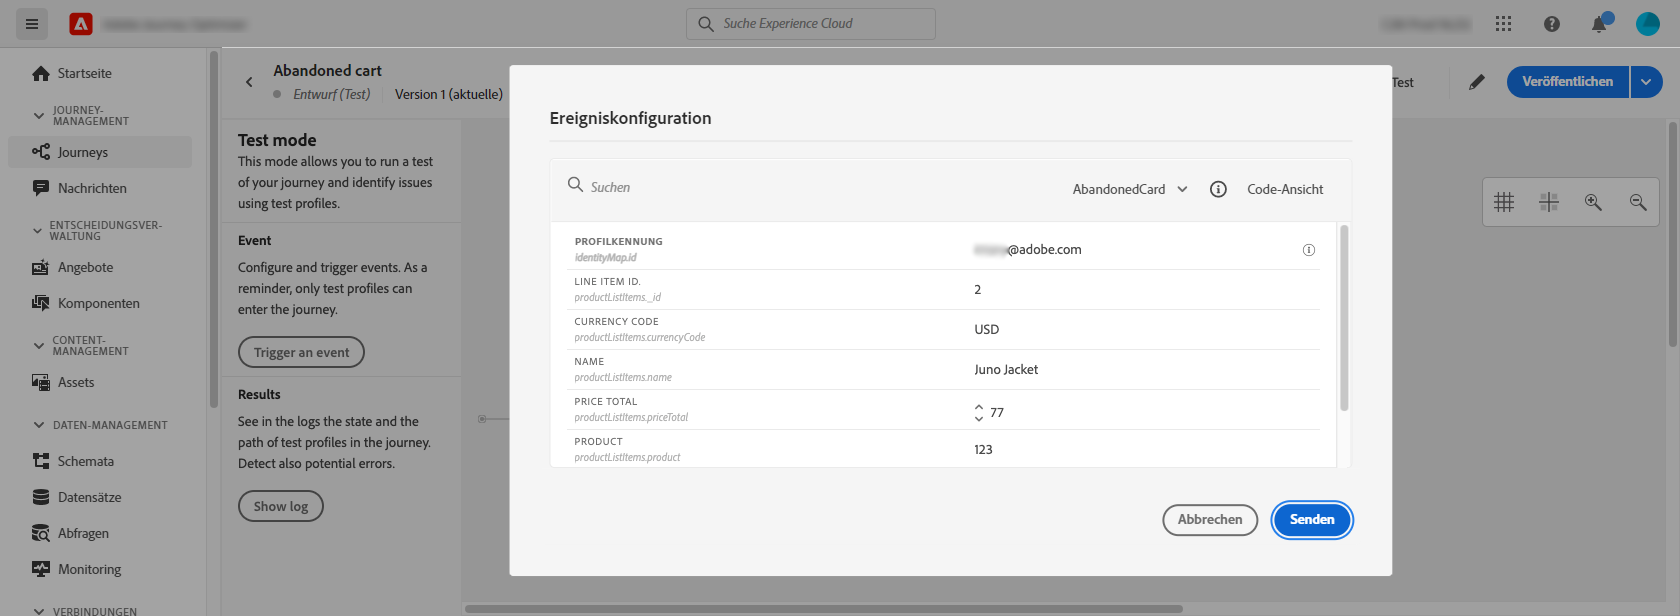 Suche Experience Cloud
Startseite
JOURNEY-
MANAGEMENT
Journeys
Nachrichten
ENTSCHEIDUNGSVER-
WALTUNG
Angebote
Komponenten
CONTENT-
MANAGEMENT
Assets
DATEN-MANAGEMENT
Schemata
Datensätze
Abfragen
Monitoring
VERBINDUNGEN
Abandoned cart
Entwurf (Test)
Version 1 (aktuelle)
Test
Veröffentlichen
Test mode
This mode allows you to run a test
of your journey and identify issues
using test profiles.
Event
Configure and trigger events. As a
reminder, only test profiles can
enter the journey.
Trigger an event
Results
See in the logs the state and the
path of test profiles in the journey.
Detect also potential errors.
Show log
Ereigniskonfiguration
Suchen
AbandonedCard
Code-Ansicht
PROFILKENNUNG
identityMap.id
@adobe.com
LINE ITEM ID.
productListItems._id
2
CURRENCY CODE
productListItems.currencyCode
USD
NAME
productListItems.name
Juno Jacket
PRICE TOTAL
productListItems.priceTotal
77
PRODUCT
productListItems.product
123
Abbrechen
Senden